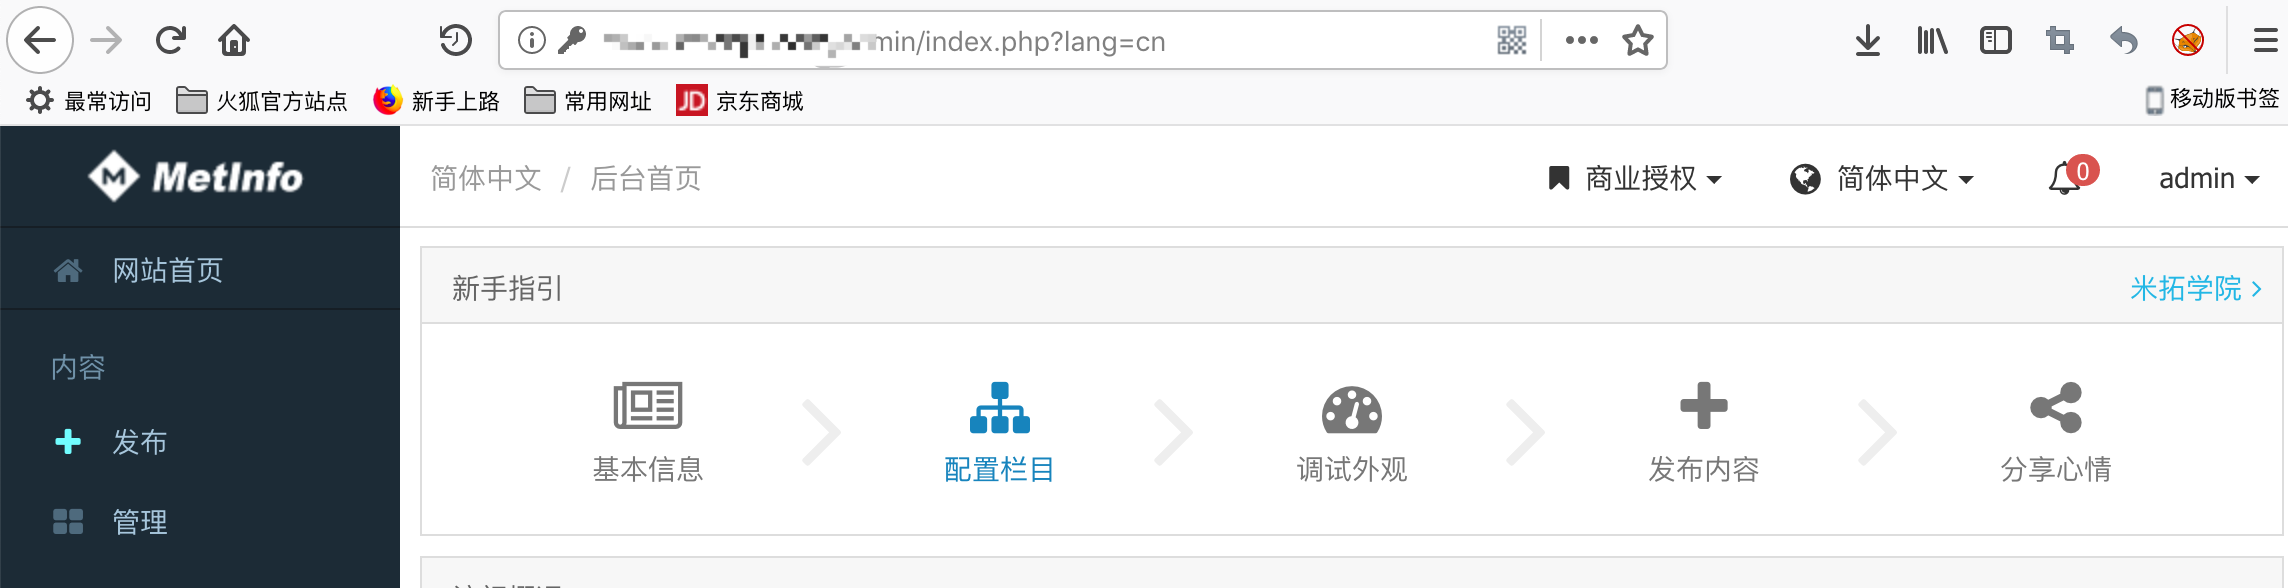 min/index.php?lang=cn
最常访问 火狐官方站点 新手上路 常用网址 JD 京东商城 移动版书签
MetInfo
简体中文 / 后台首页 商业授权 简体中文 0 admin
网站首页
新手指引 米拓学院 >
内容
基本信息 配置栏目 调试外观 发布内容 分享心情
发布
管理